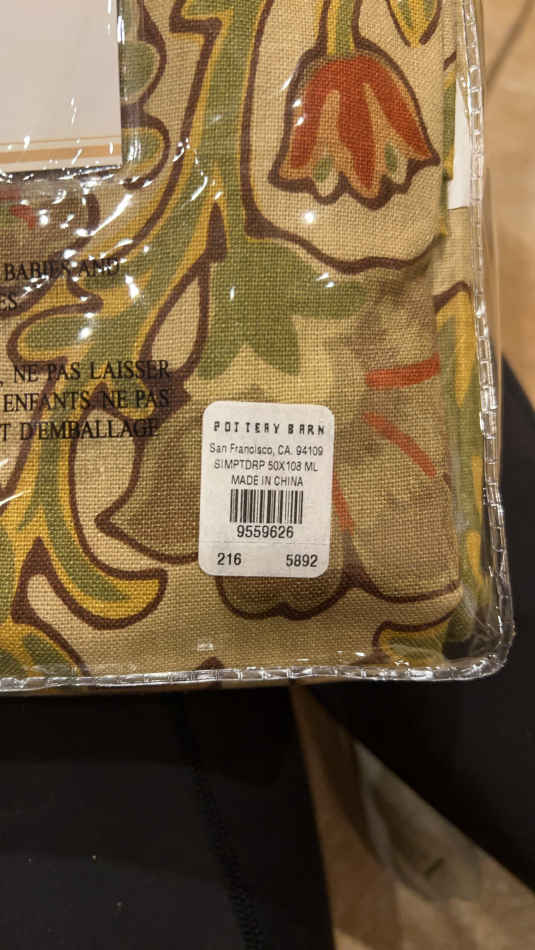 BABIES AND
ES
, NE PAS LAISSER
ENFANTS. NE PAS
T D'EMBALLAGE
POTTERY BARN
San Francisco, CA. 94109
SIMPTDRP 50X108 ML
MADE IN CHINA
9559626
216 5892